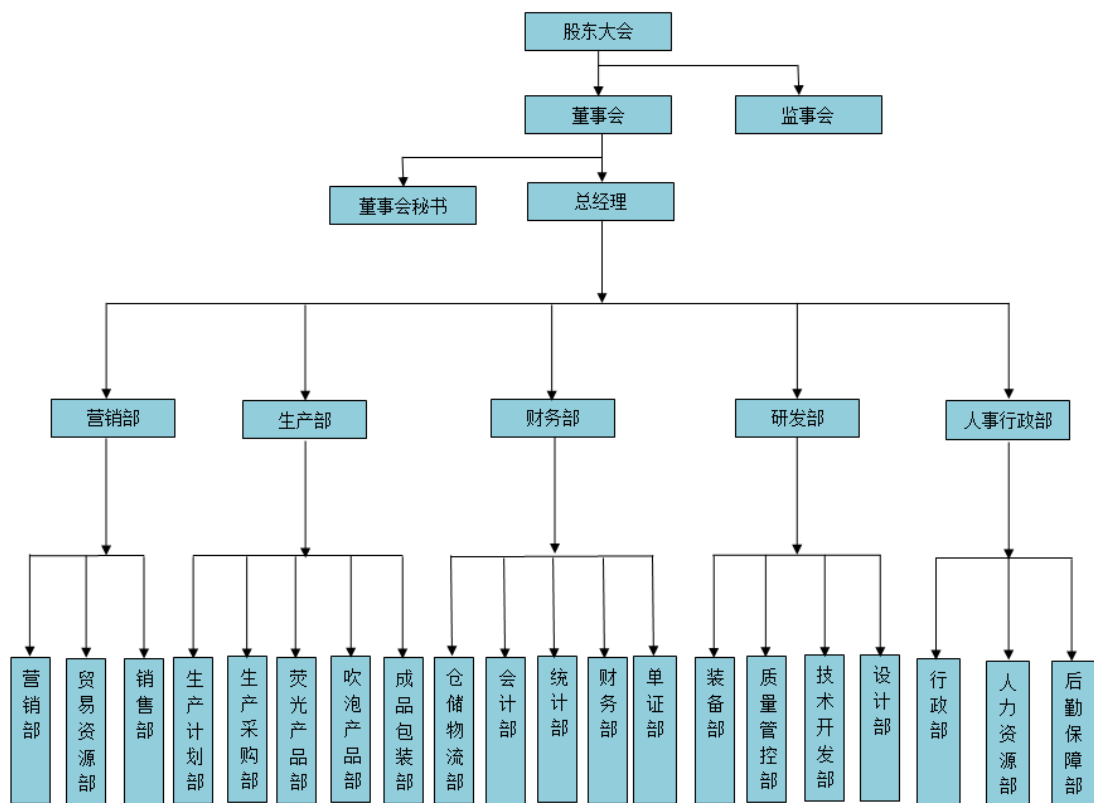 股东大会
董事会
监事会
董事会秘书
总经理
营销部
生产部
财务部
研发部
人事行政部
营销部
贸易资源部
销售部
生产计划部
生产采购部
荧光产品部
吹泡产品部
成品包装部
仓储物流部
会计部
统计部
财务部
单证部
装备部
质量管控部
技术开发部
设计部
行政部
人力资源部
后勤保障部